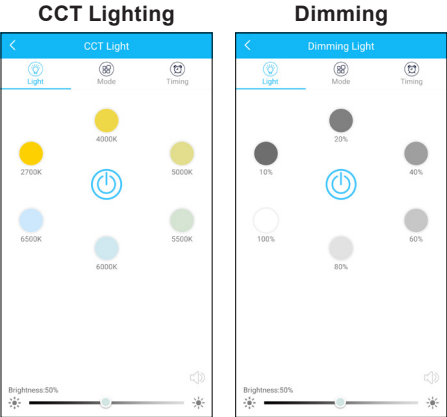 CCT Lighting
CCT Light
Light Mode Timing
4000K
2700K 5000K
6500K 5500K
6000K
Brightness:50%
Dimming
Dimming Light
Light Mode Timing
20%
10% 40%
100% 60%
80%
Brightness:50%